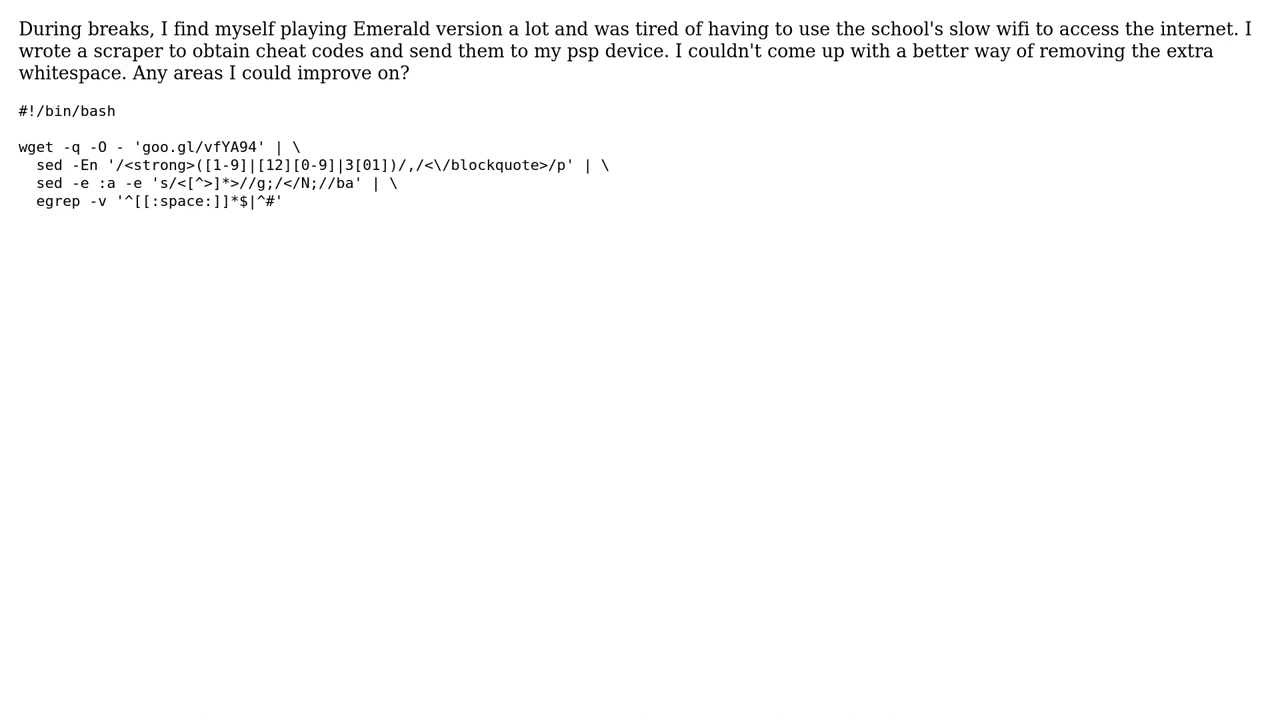 During breaks, I find myself playing Emerald version a lot and was tired of having to use the school's slow wifi to access the internet. I
wrote a scraper to obtain cheat codes and send them to my psp device. I couldn't come up with a better way of removing the extra
whitespace. Any areas I could improve on?
#!/bin/bash
wget -q -O - 'goo.gl/vfYA94' | \
  sed -En '/<strong>([1-9]|[12][0-9]|3[01])/,/<\/blockquote>/p' | \
  sed -e :a -e 's/<[^>]*>//g;/</N;//ba' | \
  egrep -v '^[[:space:]]*$|^#'